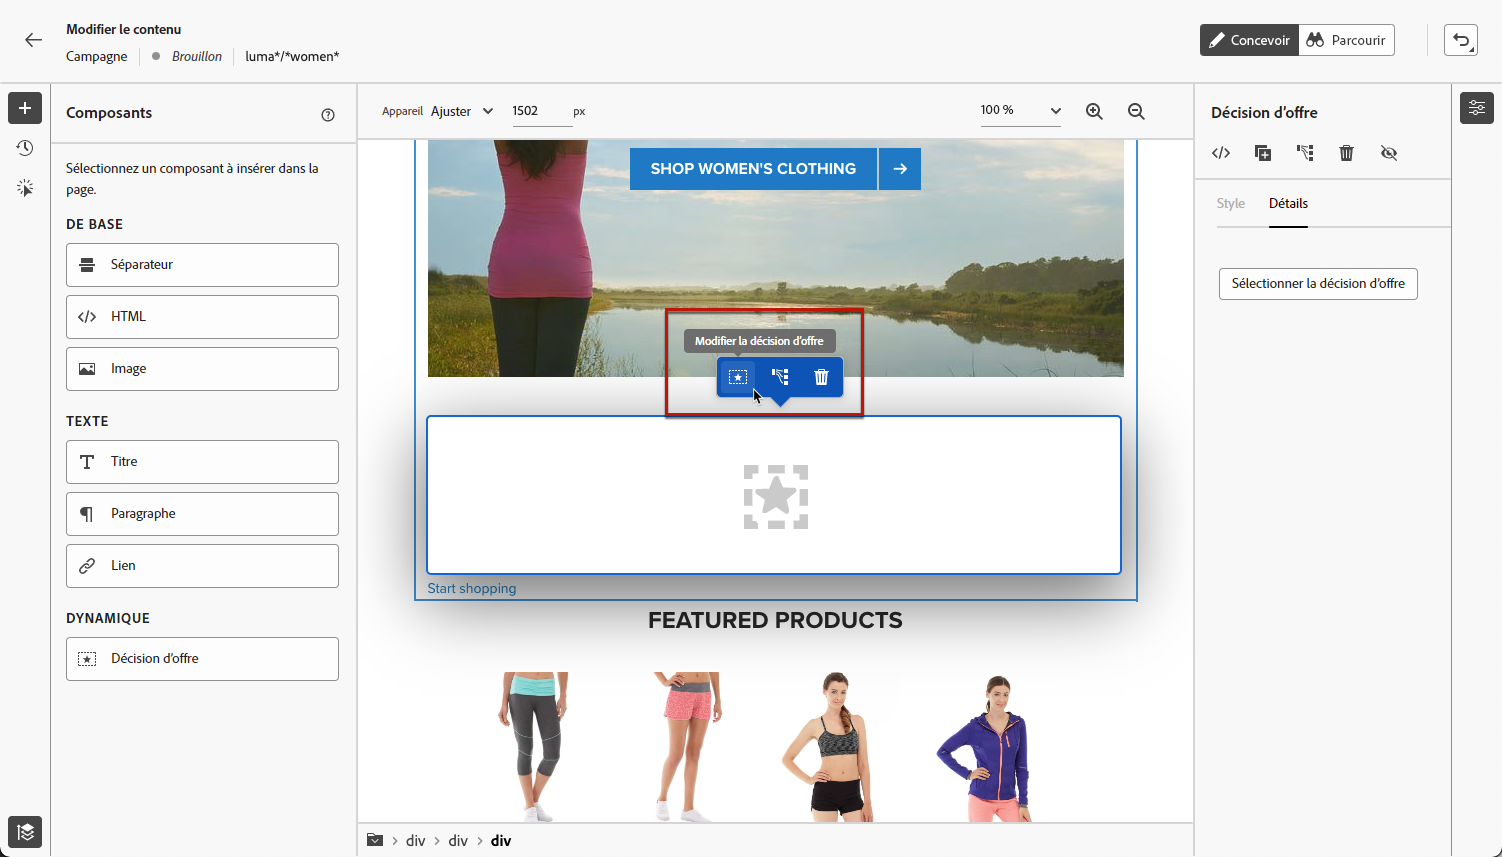 Modifier le contenu
Campagne
Brouillon
luma*/*women*
Concevoir
Parcourir
Composants
Sélectionnez un composant à insérer dans la
page.
DE BASE
Séparateur
HTML
Image
TEXTE
Titre
Paragraphe
Lien
DYNAMIQUE
Décision d'offre
Appareil Ajuster 1502 px 100 %
SHOP WOMEN'S CLOTHING
Modifier la décision d'offre
Start shopping
FEATURED PRODUCTS
div > div > div
Décision d'offre
Style Détails
Sélectionner la décision d'offre